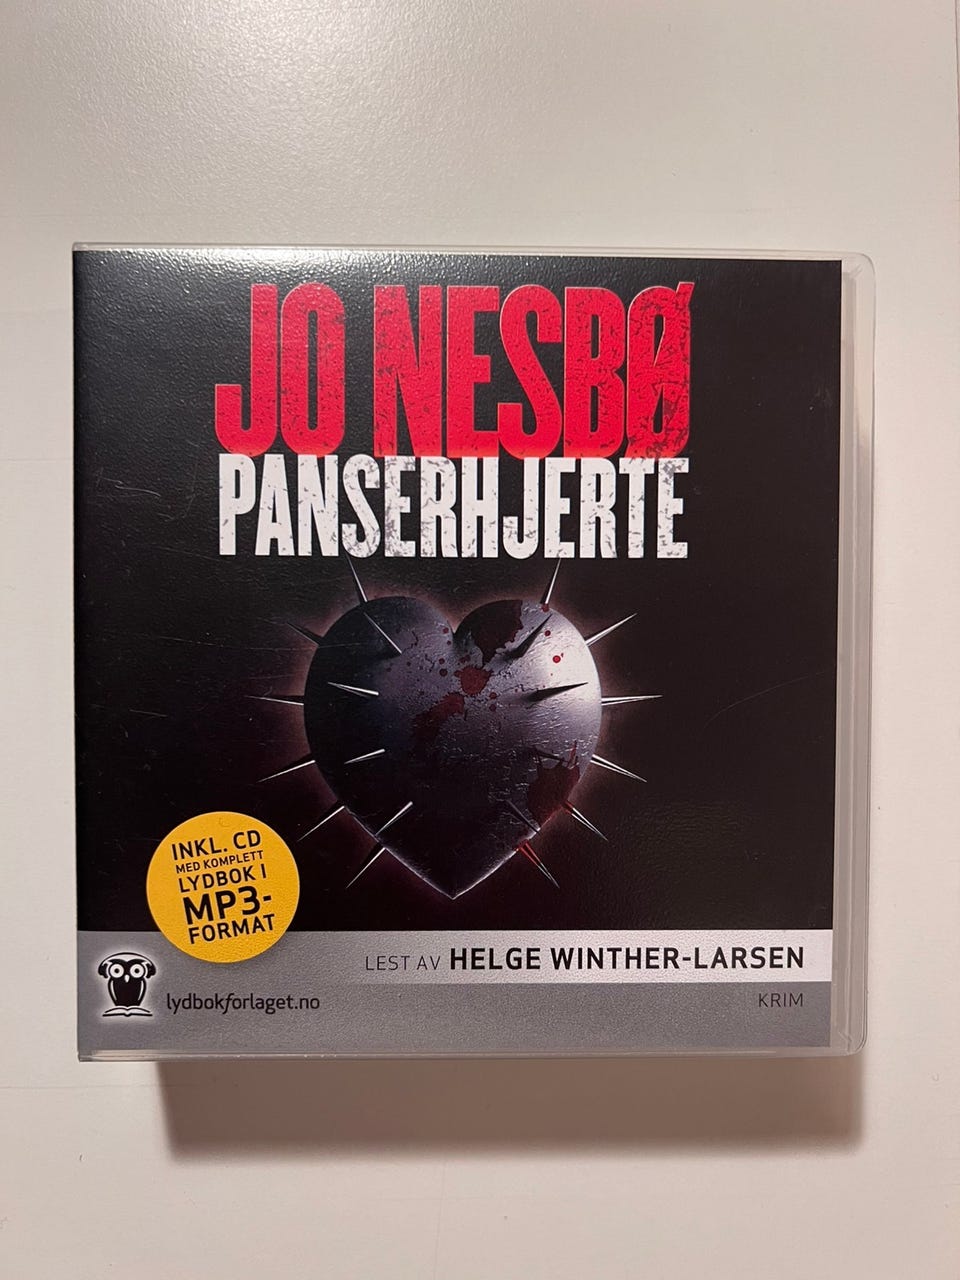 JO NESBØ
PANSERHJERTE
INKL. CD
MED KOMPLETT
LYDBOK I
MP3-
FORMAT
LEST AV HELGE WINTHER-LARSEN
lydbokforlaget.no
KRIM